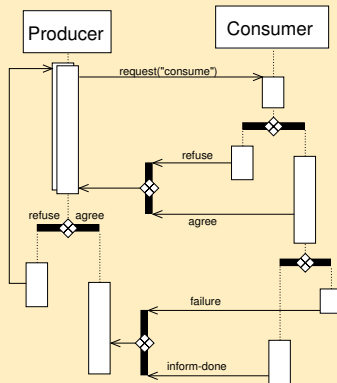 Producer
Consumer
request("consume")
refuse
agree
refuse agree
failure
inform-done